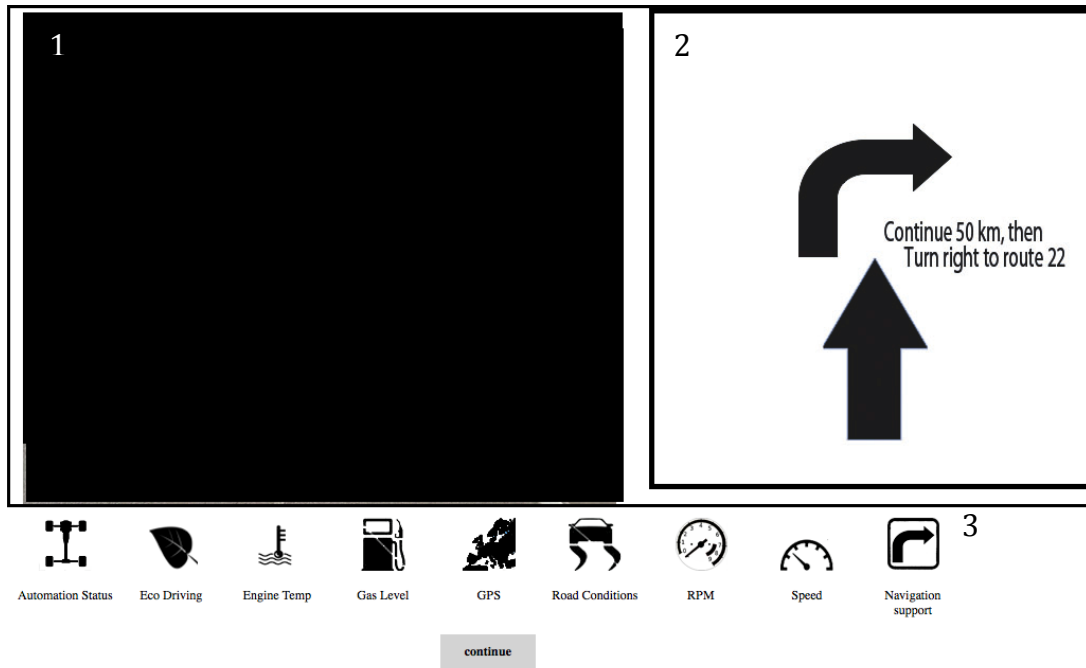 1
2
Continue 50 km, then
Turn right to route 22
3
Automation Status
Eco Driving
Engine Temp
Gas Level
GPS
Road Conditions
RPM
Speed
Navigation
support
continue